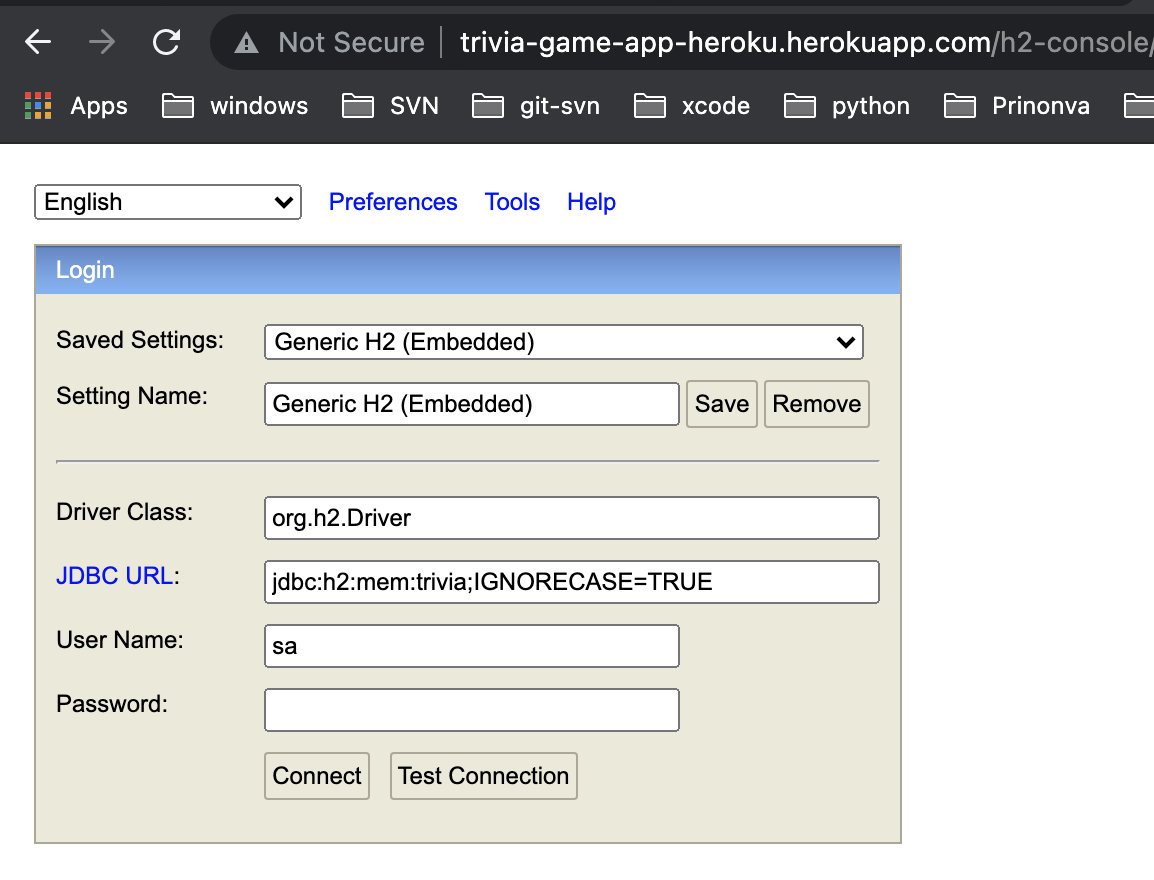 Not Secure trivia-game-app-heroku.herokuapp.com/h2-console/
Apps windows SVN git-svn xcode python Prinonva
English Preferences Tools Help
Login
Saved Settings: Generic H2 (Embedded)
Setting Name: Generic H2 (Embedded) Save Remove
Driver Class: org.h2.Driver
JDBC URL: jdbc:h2:mem:trivia;IGNORECASE=TRUE
User Name: sa
Password:
Connect Test Connection